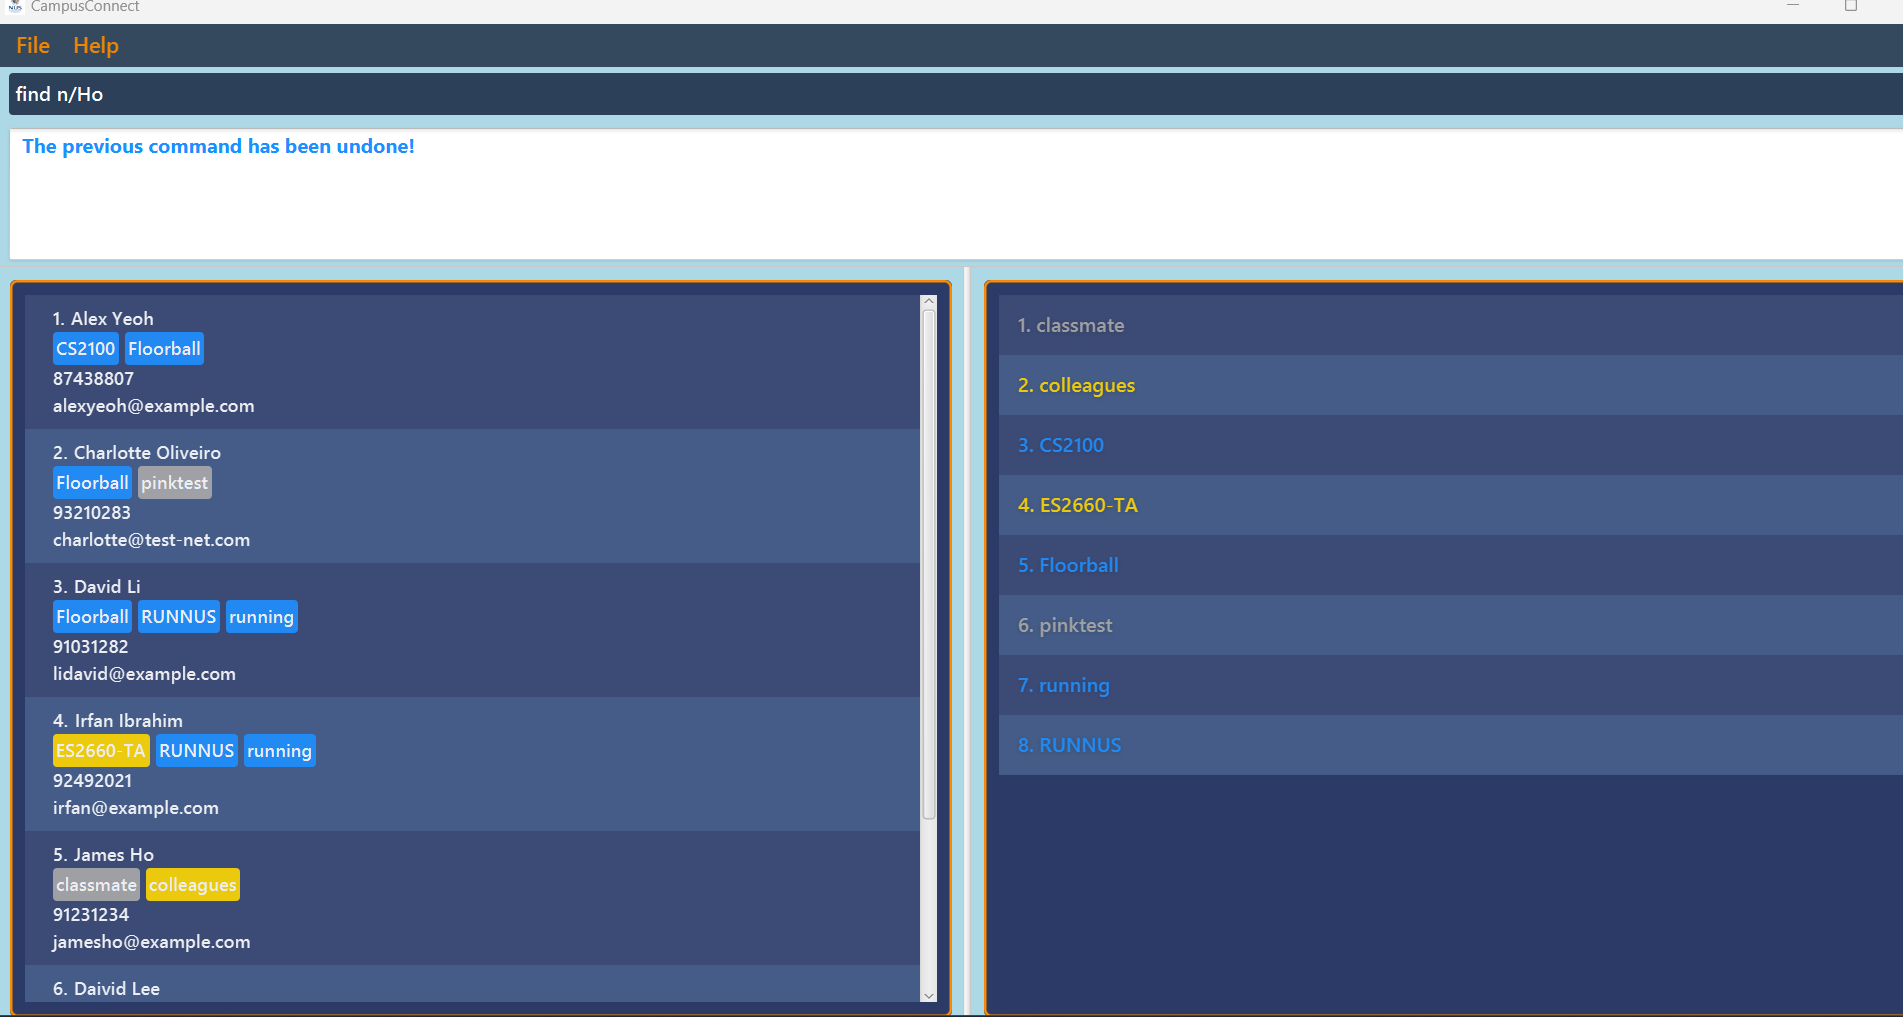 CampusConnect
File Help
find n/Ho
The previous command has been undone!
1. Alex Yeoh
CS2100 Floorball
87438807
alexyeoh@example.com
2. Charlotte Oliveiro
Floorball pinktest
93210283
charlotte@test-net.com
3. David Li
Floorball RUNNUS running
91031282
lidavid@example.com
4. Irfan Ibrahim
ES2660-TA RUNNUS running
92492021
irfan@example.com
5. James Ho
classmate colleagues
91231234
jamesho@example.com
6. Daivid Lee
1. classmate
2. colleagues
3. CS2100
4. ES2660-TA
5. Floorball
6. pinktest
7. running
8. RUNNUS